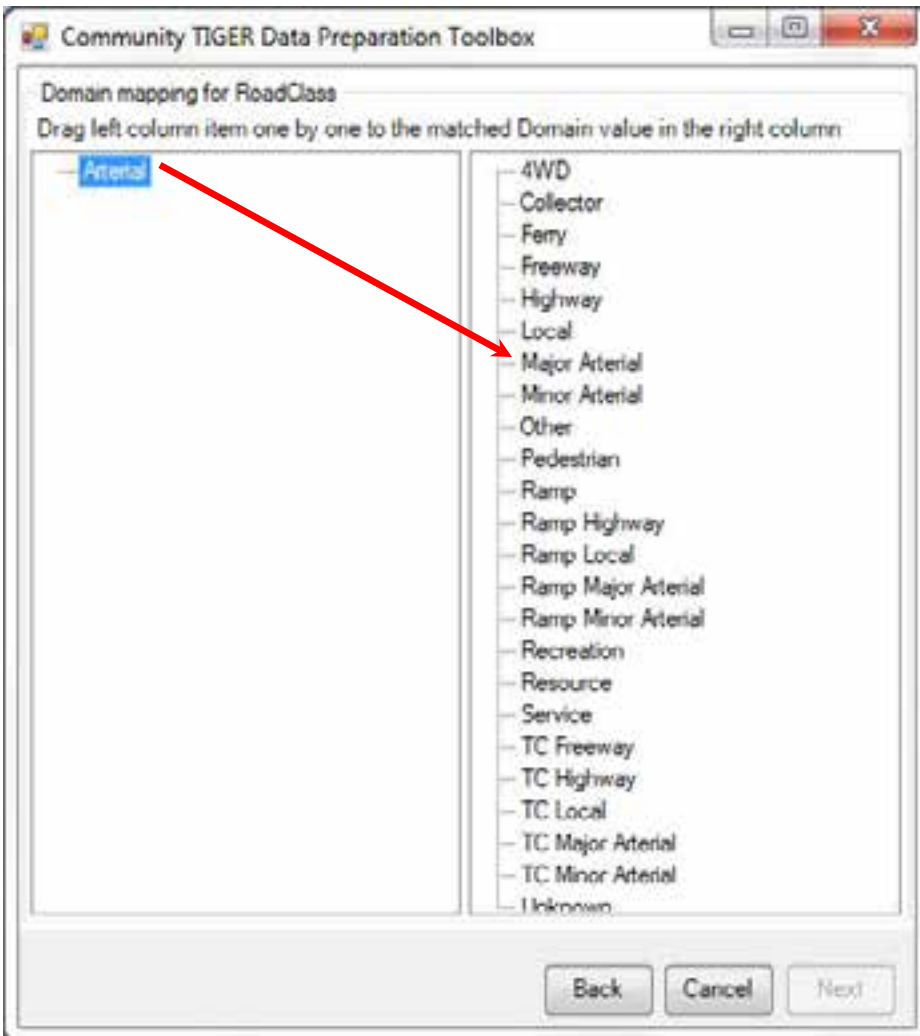 Community TIGER Data Preparation Toolbox
Domain mapping for RoadClass
Drag left column item one by one to the matched Domain value in the right column
Arterial
4WD
Collector
Ferry
Freeway
Highway
Local
Major Arterial
Minor Arterial
Other
Pedestrian
Ramp
Ramp Highway
Ramp Local
Ramp Major Arterial
Ramp Minor Arterial
Recreation
Resource
Service
TC Freeway
TC Highway
TC Local
TC Major Arterial
TC Minor Arterial
Unknown
Back Cancel Next